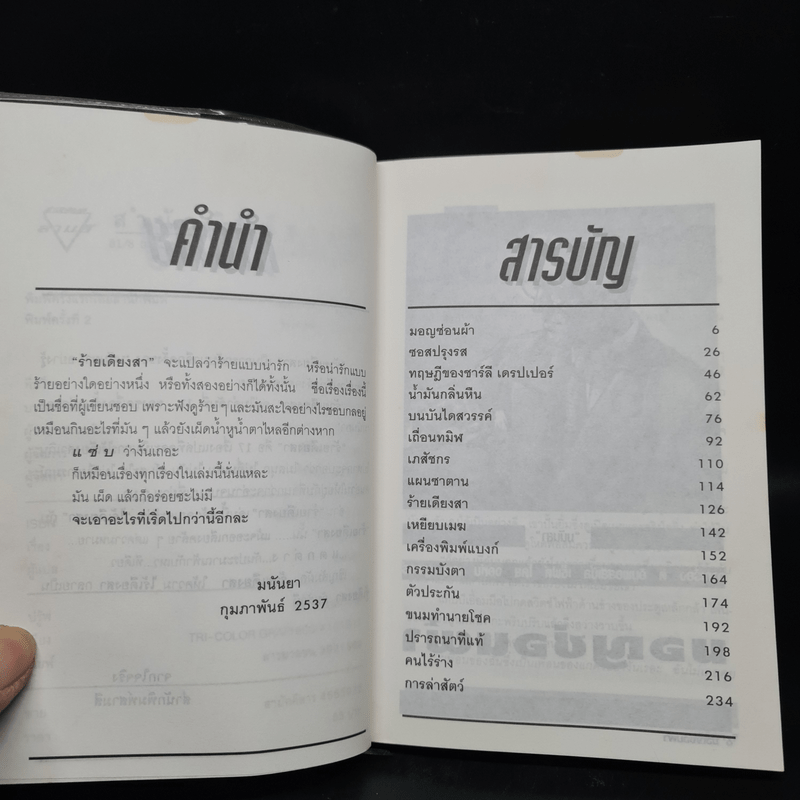 คำนำ
"ร้ายเดียงสา" จะแปลว่าร้ายแบบน่ารัก หรือน่ารักแบบ
ร้ายอย่างใดอย่างหนึ่ง หรือทั้งสองอย่างก็ได้ทั้งนั้น ชื่อเรื่องเรื่องนี้
เป็นชื่อที่ผู้เขียนชอบ เพราะฟังดูร้ายๆ และมันสะใจอย่างไรชอบกลอยู่
เหมือนกินอะไรที่มัน ๆ แล้วยังเผ็ดน้ำหูน้ำตาไหลอีกต่างหาก
แ ซ่ บ ว่างั้นเถอะ
ก็เหมือนเรื่องทุกเรื่องในเล่มนี้นั่นแหละ
มัน เผ็ด แล้วก็อร่อยซะไม่มี
จะเอาอะไรที่เริ่ดไปกว่านี้อีกละ
มนันยา
กุมภาพันธ์ 2537
สารบัญ
มอญซ่อนผ้า 6
ซอสปรุงรส 26
ทฤษฎีของชาร์ลี เดรปเปอร์ 46
น้ำมันกลิ่นหืน 62
บนบันไดสวรรค์ 76
เถื่อนทมิฬ 92
เภสัชกร 110
แผนซาตาน 114
ร้ายเดียงสา 126
เหยียบเมฆ 142
เครื่องพิมพ์แบงก์ 152
กรรมบังตา 164
ตัวประกัน 174
ขนมทำนายโชค 192
ปรารถนาที่แท้ 198
คนไร้ร่าง 216
การล่าสัตว์ 234